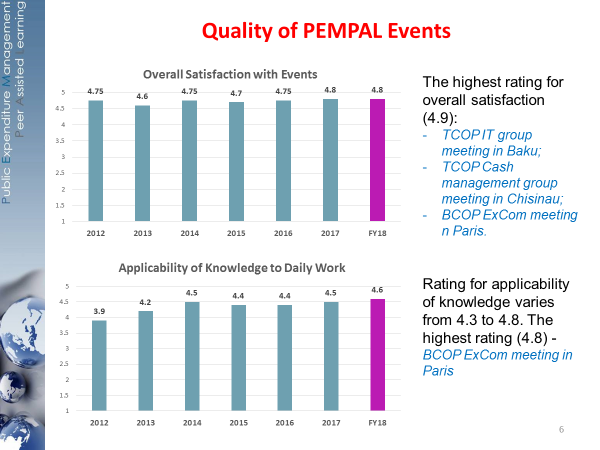 Public Expenditure Management
Peer Assisted Learning
Quality of PEMPAL Events
Overall Satisfaction with Events
5
4.5
4
3.5
3
2.5
2
1.5
1
4.75
4.6
4.75
4.7
4.75
4.8
4.8
2012
2013
2014
2015
2016
2017
FY18
The highest rating for
overall satisfaction
(4.9):
- TCOP IT group
meeting in Baku;
- TCOP Cash
management group
meeting in Chisinau;
- BCOP ExCom meeting
n Paris.
Applicability of Knowledge to Daily Work
5
4.5
4
3.5
3
2.5
2
1.5
1
3.9
4.2
4.5
4.4
4.4
4.5
4.6
2012
2013
2014
2015
2016
2017
FY18
Rating for applicability
of knowledge varies
from 4.3 to 4.8. The
highest rating (4.8) -
BCOP ExCom meeting in
Paris
6